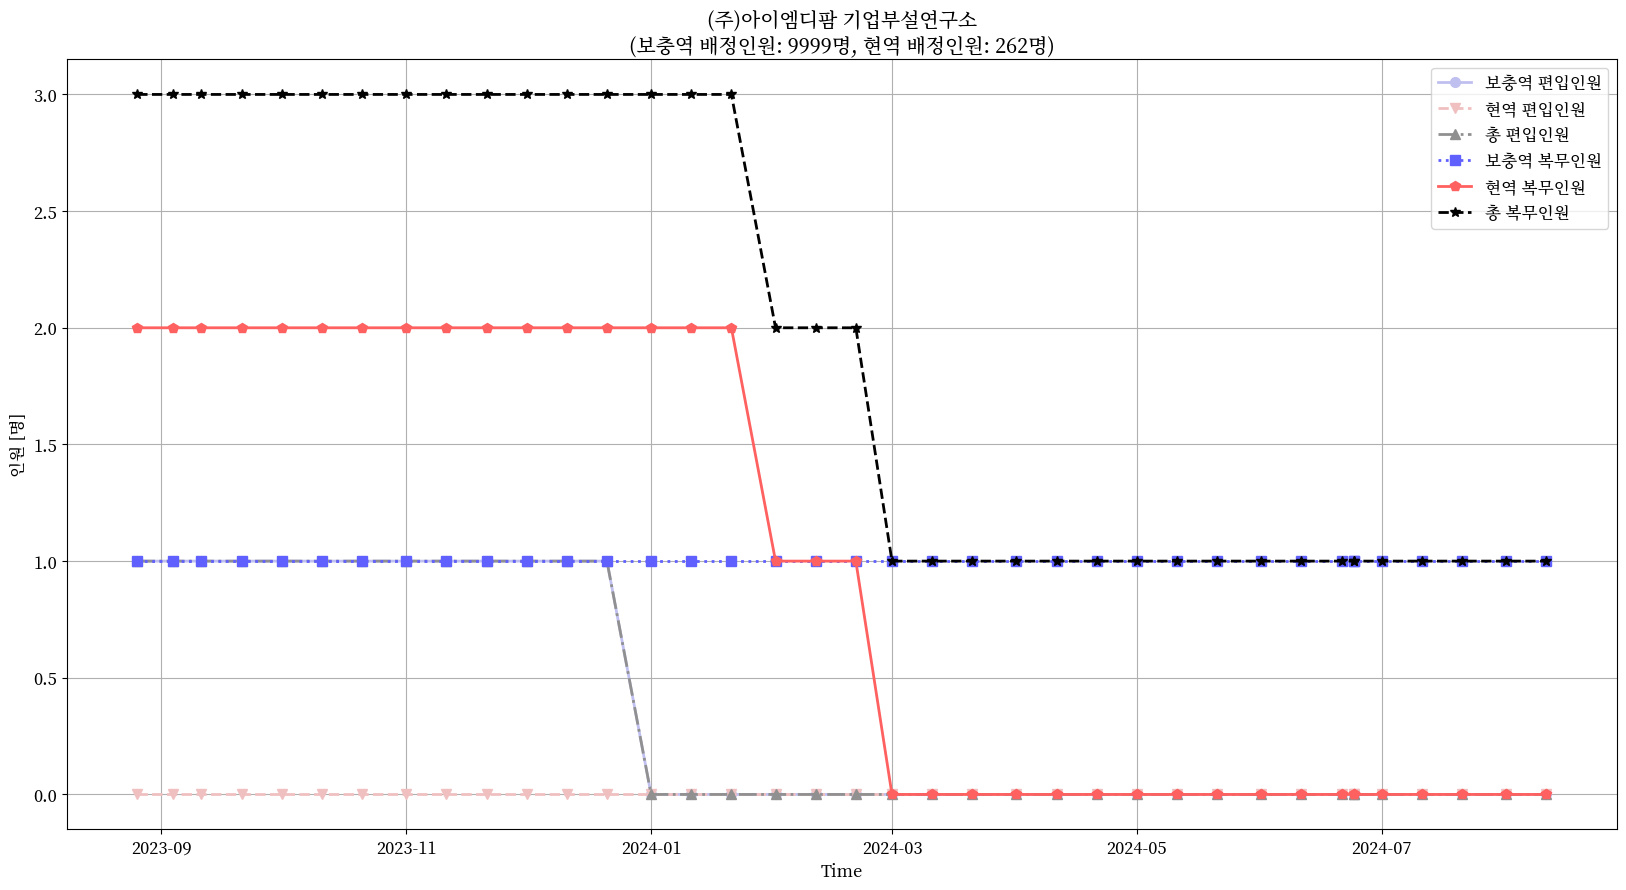 (주)아이엠디팜 기업부설연구소
(보충역 배정인원: 9999명, 현역 배정인원: 262명)
보충역 편입인원
현역 편입인원
총 편입인원
보충역 복무인원
현역 복무인원
총 복무인원
3.0
2.5
2.0
1.5
1.0
0.5
0.0
인원 [명]
2023-09
2023-11
2024-01
2024-03
2024-05
2024-07
Time